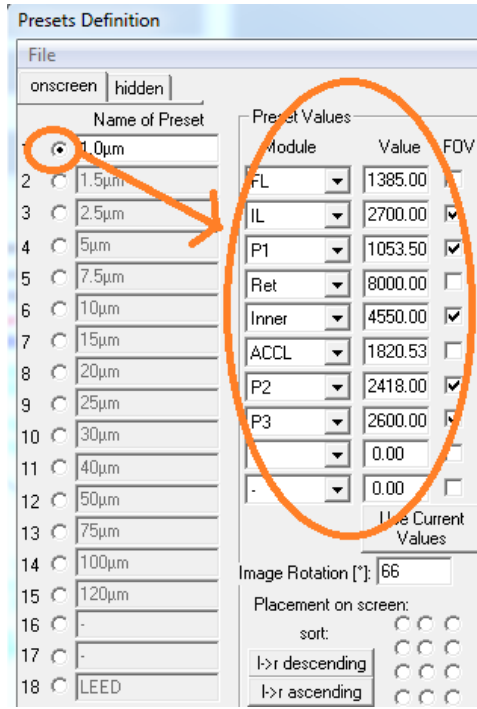 Presets Definition
File
onscreen hidden
Name of Preset
1.0µm
2 1.5µm
3 2.5µm
4 5µm
5 7.5µm
6 10µm
7 15µm
8 20µm
9 25µm
10 30µm
11 40µm
12 50µm
13 75µm
14 100µm
15 120µm
16 -
17 -
18 LEED
Preset Values
Module Value FOV
FL 1385.00
IL 2700.00
P1 1053.50
Ret 8000.00
Inner 4550.00
ACCL 1820.53
P2 2418.00
P3 2600.00
0.00
- 0.00
Use Current
Values
Image Rotation [°]: 66
Placement on screen:
sort:
l->r descending
l->r ascending